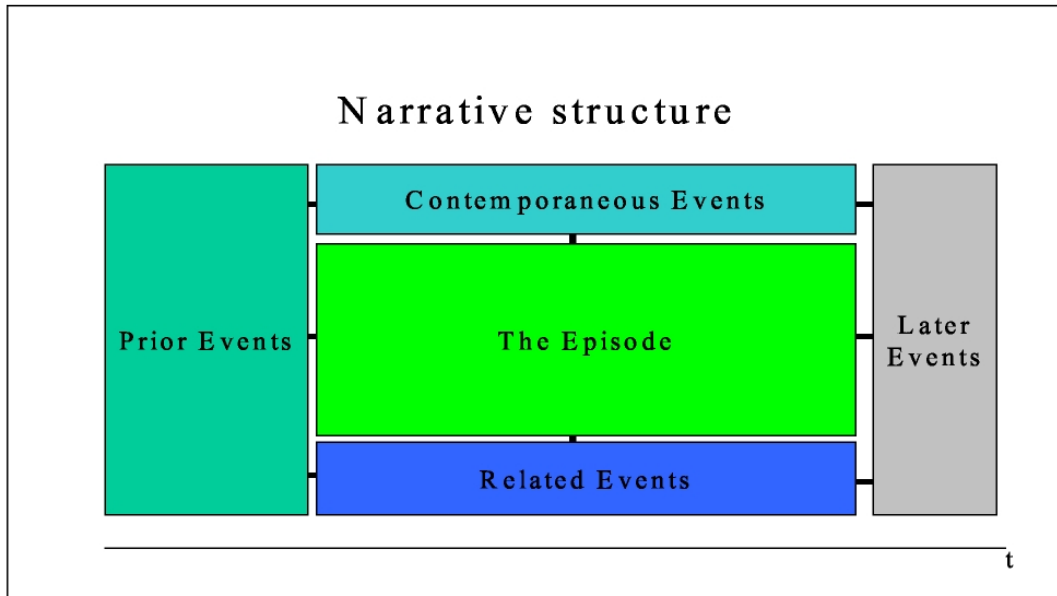 Narrative structure
Contemporaneous Events
Prior Events
The Episode
Later
Events
Related Events
t